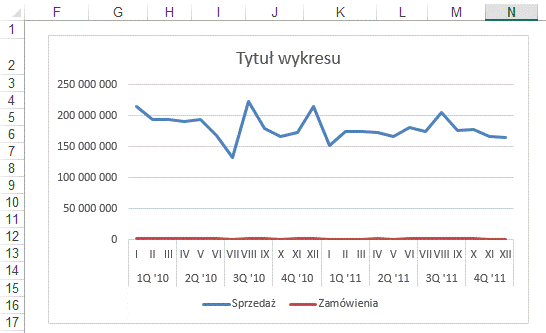 F G H I J K L M N
1
2
3
4
5
6
7
8
9
10
11
12
13
14
15
16
17
Tytuł wykresu
250 000 000
200 000 000
150 000 000
100 000 000
50 000 000
0
I II III IV V VI VII VIII IX X XI XII I II III IV V VI VII VIII IX X XI XII
1Q '10 2Q '10 3Q '10 4Q '10 1Q '11 2Q '11 3Q '11 4Q '11
Sprzedaż Zamówienia